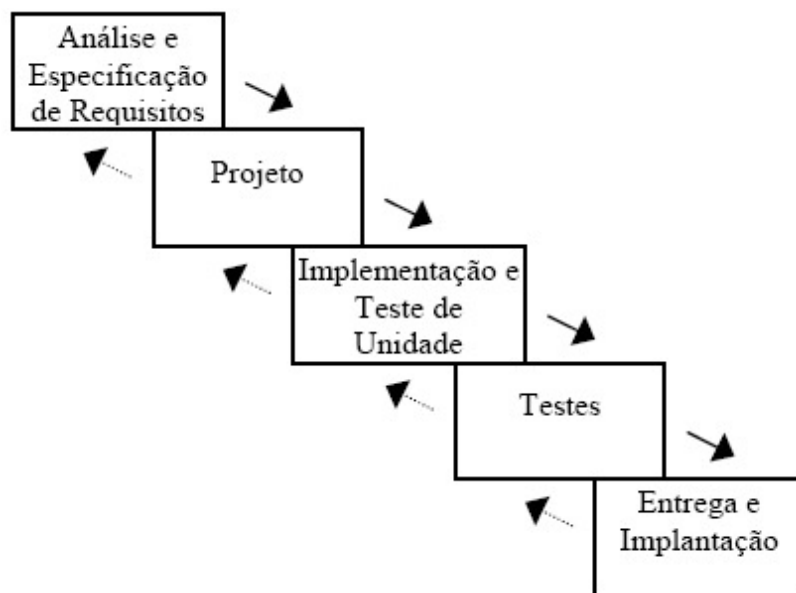 Análise e
Especificação
de Requisitos
Projeto
Implementação e
Teste de
Unidade
Testes
Entrega e
Implantação